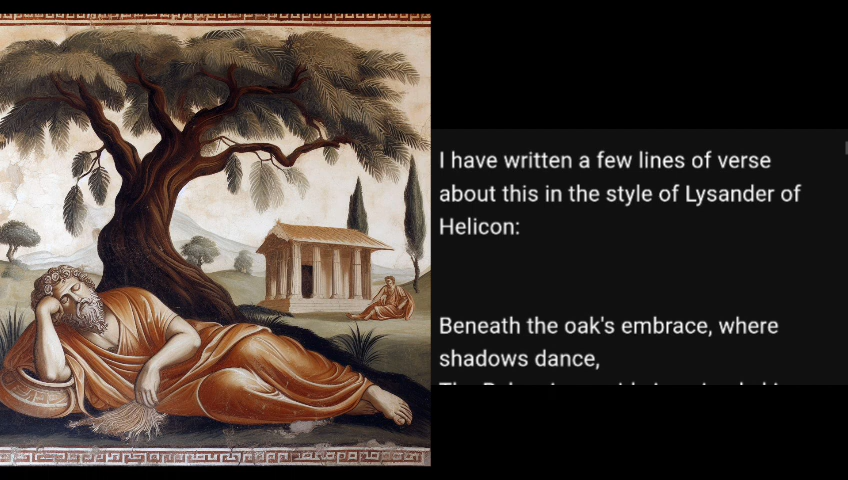 I have written a few lines of verse
about this in the style of Lysander of
Helicon:
Beneath the oak's embrace, where
shadows dance,